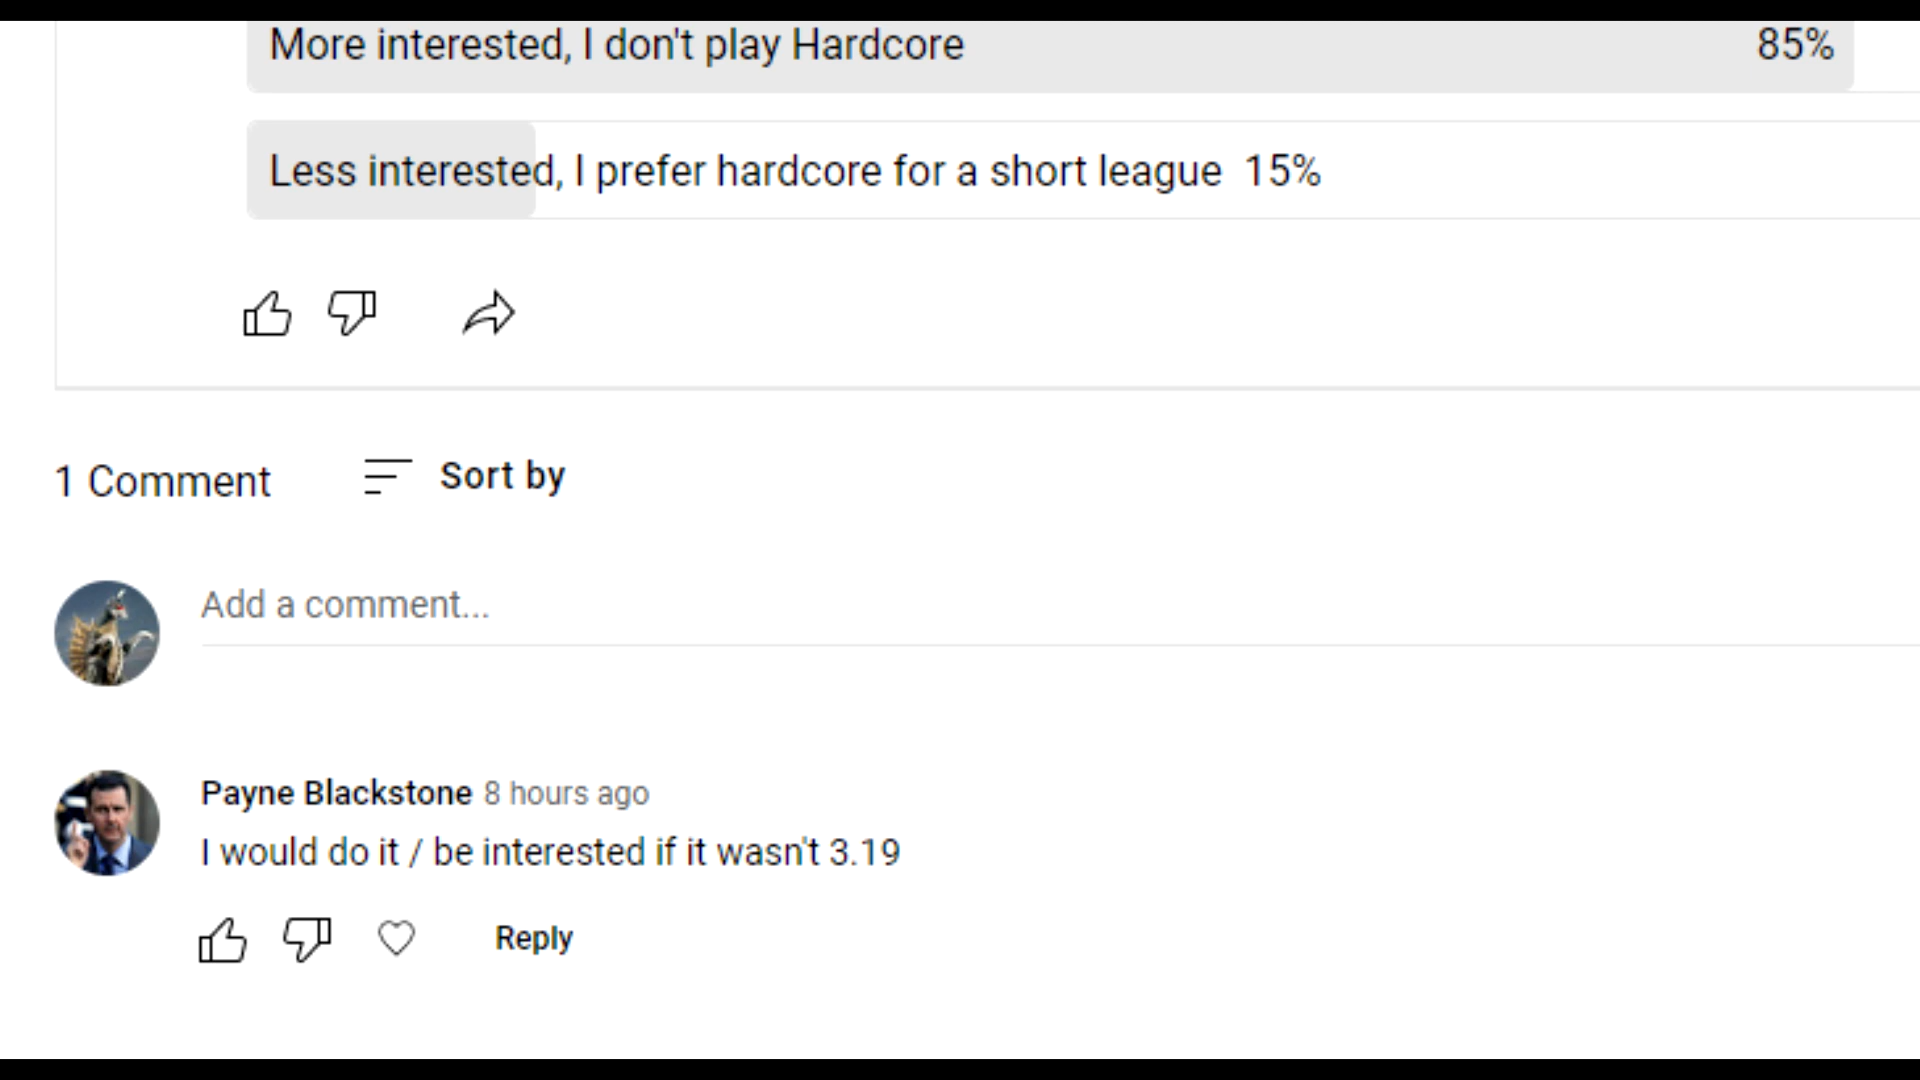 More interested, I don't play Hardcore 85%
Less interested, I prefer hardcore for a short league 15%
1 Comment Sort by
Add a comment...
Payne Blackstone 8 hours ago
I would do it / be interested if it wasn't 3.19
Reply